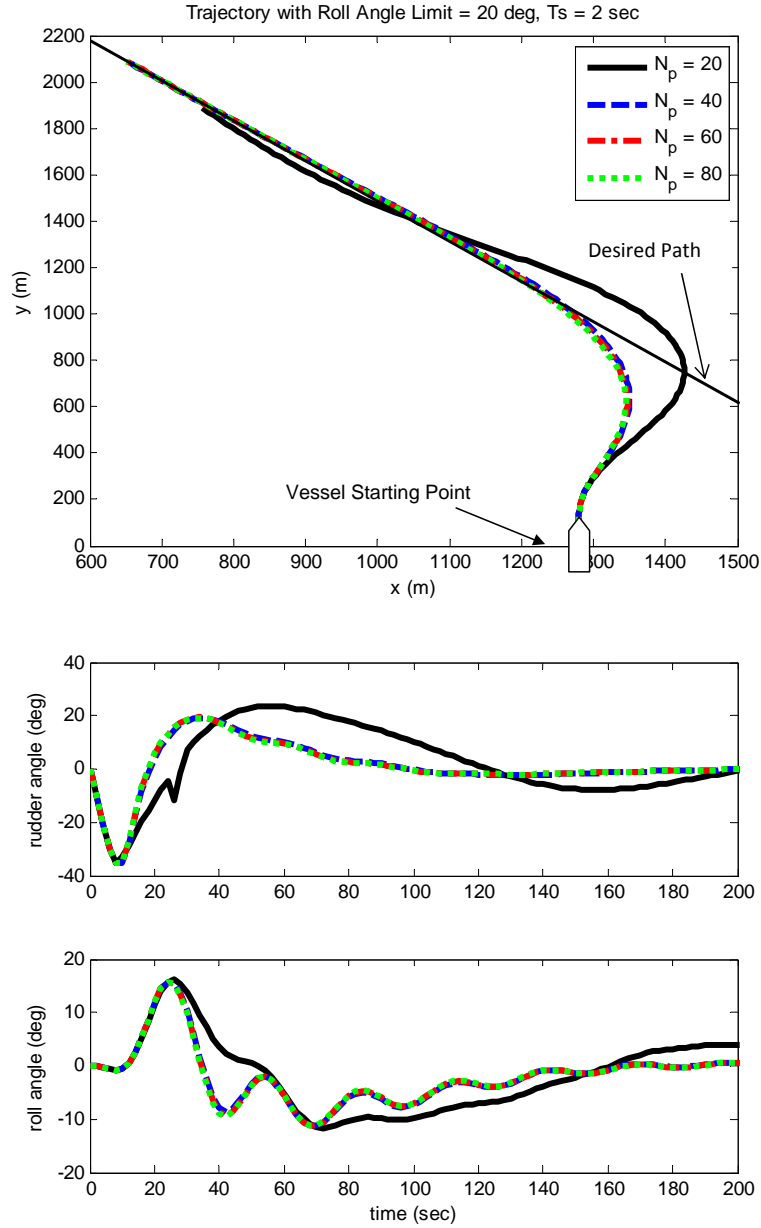 Trajectory with Roll Angle Limit = 20 deg, Ts = 2 sec
2200
2000
1800
1600
1400
1200
1000
800
600
400
200
0
y (m)
N_p = 20
N_p = 40
N_p = 60
N_p = 80
Desired Path
Vessel Starting Point
600 700 800 900 1000 1100 1200 1300 1400 1500
x (m)
40
20
0
-20
-40
rudder angle (deg)
0 20 40 60 80 100 120 140 160 180 200
20
10
0
-10
-20
roll angle (deg)
0 20 40 60 80 100 120 140 160 180 200
time (sec)